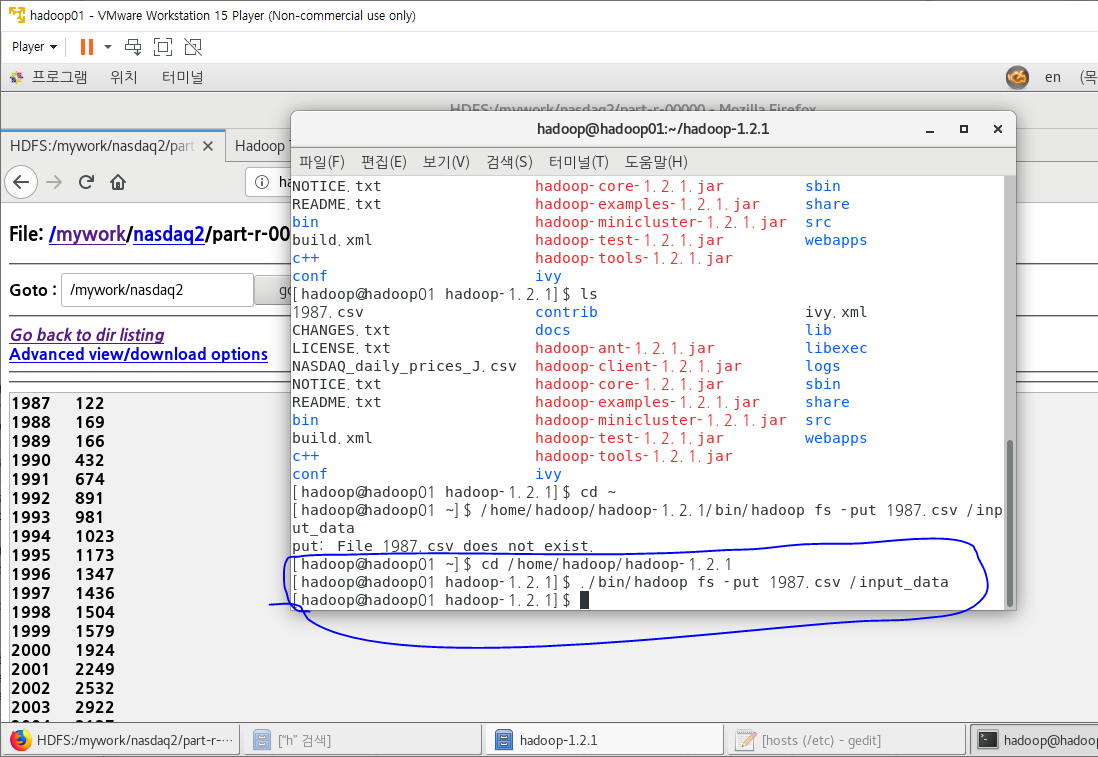 hadoop01 - VMware Workstation 15 Player (Non-commercial use only)
Player
프로그램 위치 터미널 en (목
HDFS:/mywork/nasdaq2/part-r-00000 - Mozilla Firefox
HDFS:/mywork/nasdaq2/part Hadoop
ha
File: /mywork/nasdaq2/part-r-00
Goto : /mywork/nasdaq2 go
Go back to dir listing
Advanced view/download options
1987 122
1988 169
1989 166
1990 432
1991 674
1992 891
1993 981
1994 1023
1995 1173
1996 1347
1997 1436
1998 1504
1999 1579
2000 1924
2001 2249
2002 2532
2003 2922
hadoop@hadoop01:~/hadoop-1.2.1
파일(F) 편집(E) 보기(V) 검색(S) 터미널(T) 도움말(H)
NOTICE.txt hadoop-core-1.2.1.jar sbin
README.txt hadoop-examples-1.2.1.jar share
bin hadoop-minicluster-1.2.1.jar src
build.xml hadoop-test-1.2.1.jar webapps
c++ hadoop-tools-1.2.1.jar
conf ivy
[hadoop@hadoop01 hadoop-1.2.1]$ ls
1987.csv contrib ivy.xml
CHANGES.txt docs lib
LICENSE.txt hadoop-ant-1.2.1.jar libexec
NASDAQ_daily_prices_J.csv hadoop-client-1.2.1.jar logs
NOTICE.txt hadoop-core-1.2.1.jar sbin
README.txt hadoop-examples-1.2.1.jar share
bin hadoop-minicluster-1.2.1.jar src
build.xml hadoop-test-1.2.1.jar webapps
c++ hadoop-tools-1.2.1.jar
conf ivy
[hadoop@hadoop01 hadoop-1.2.1]$ cd ~
[hadoop@hadoop01 ~]$ /home/hadoop/hadoop-1.2.1/bin/hadoop fs -put 1987.csv /inp
ut_data
put: File 1987.csv does not exist.
[hadoop@hadoop01 ~]$ cd /home/hadoop/hadoop-1.2.1
[hadoop@hadoop01 hadoop-1.2.1]$ ./bin/hadoop fs -put 1987.csv /input_data
[hadoop@hadoop01 hadoop-1.2.1]$
HDFS:/mywork/nasdaq2/part-r-··· ["h" 검색] hadoop-1.2.1 [hosts (/etc) - gedit] hadoop@hadoo